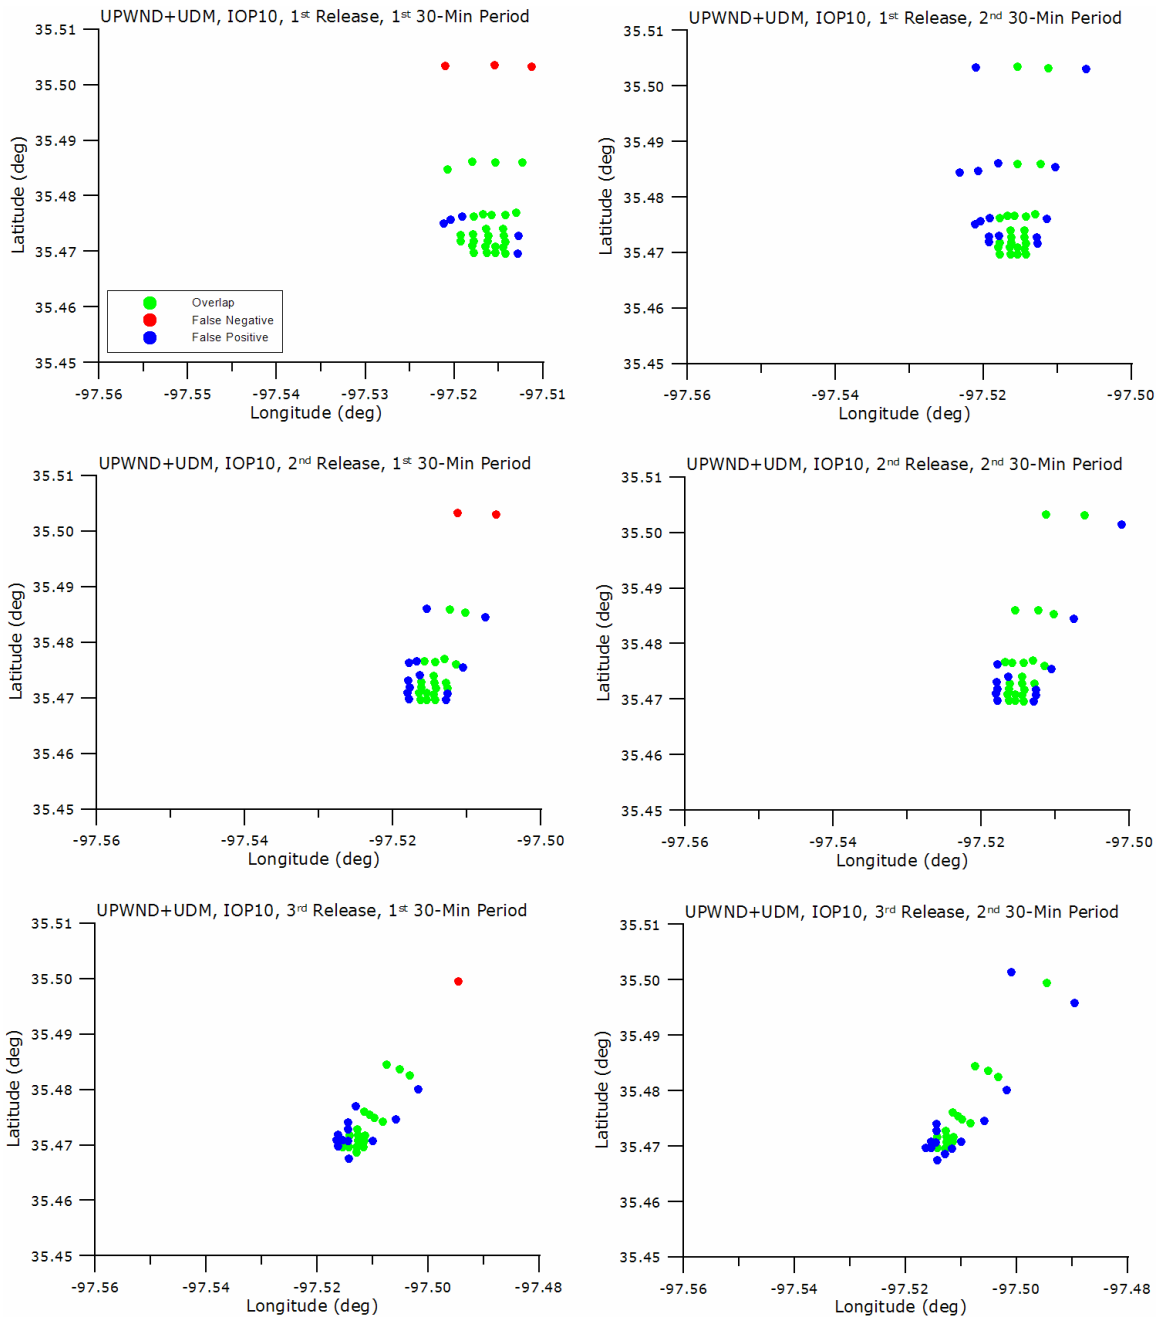 UPWND+UDM, IOP10, 1st Release, 1st 30-Min Period
35.51
35.50
35.49
35.48
35.47
35.46
35.45
Latitude (deg)
Overlap
False Negative
False Positive
-97.56 -97.55 -97.54 -97.53 -97.52 -97.51
Longitude (deg)
UPWND+UDM, IOP10, 1st Release, 2nd 30-Min Period
35.51
35.50
35.49
35.48
35.47
35.46
35.45
Latitude (deg)
-97.56 -97.54 -97.52 -97.50
Longitude (deg)
UPWND+UDM, IOP10, 2nd Release, 1st 30-Min Period
35.51
35.50
35.49
35.48
35.47
35.46
35.45
Latitude (deg)
-97.56 -97.54 -97.52 -97.50
Longitude (deg)
UPWND+UDM, IOP10, 2nd Release, 2nd 30-Min Period
35.51
35.50
35.49
35.48
35.47
35.46
35.45
Latitude (deg)
-97.56 -97.54 -97.52 -97.50
Longitude (deg)
UPWND+UDM, IOP10, 3rd Release, 1st 30-Min Period
35.51
35.50
35.49
35.48
35.47
35.46
35.45
Latitude (deg)
-97.56 -97.54 -97.52 -97.50 -97.48
Longitude (deg)
UPWND+UDM, IOP10, 3rd Release, 2nd 30-Min Period
35.51
35.50
35.49
35.48
35.47
35.46
35.45
Latitude (deg)
-97.56 -97.54 -97.52 -97.50 -97.48
Longitude (deg)